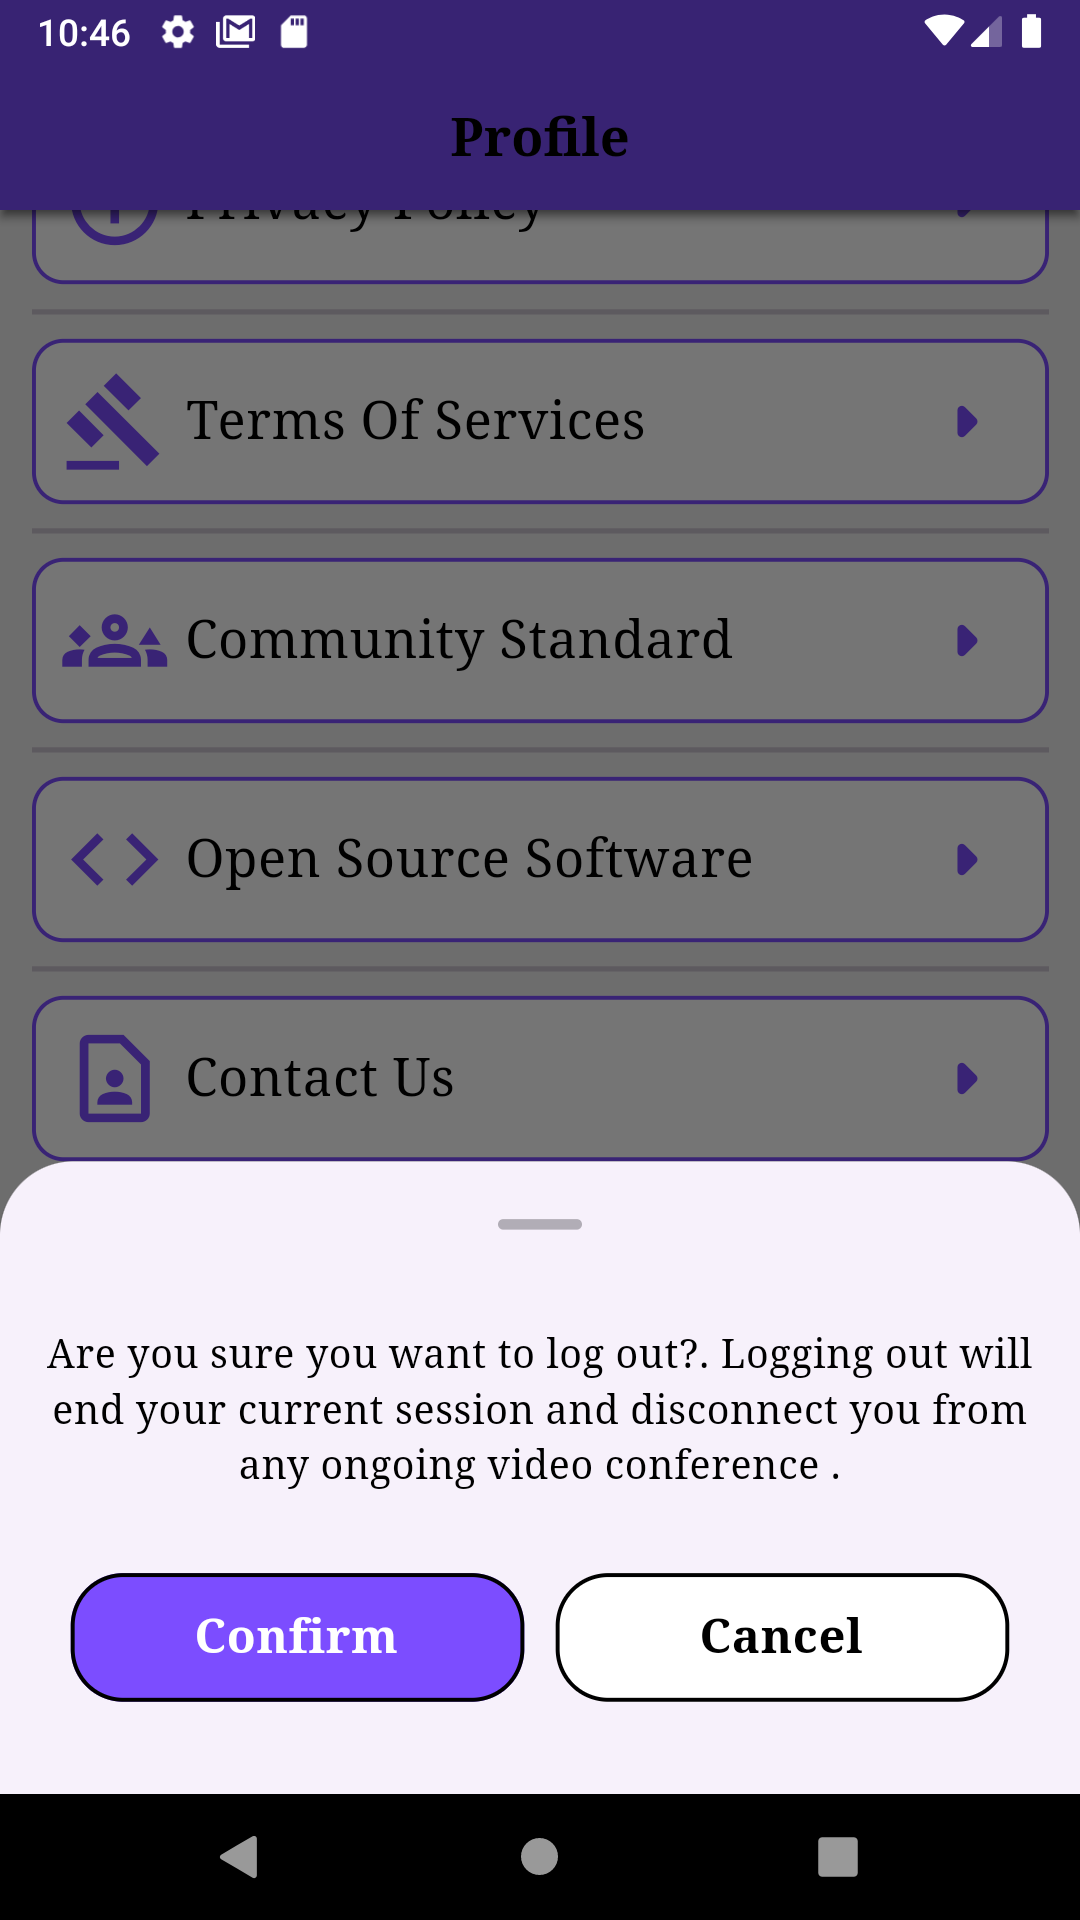 10:46
Profile
Privacy Policy
Terms Of Services
Community Standard
Open Source Software
Contact Us
Are you sure you want to log out?. Logging out will
end your current session and disconnect you from
any ongoing video conference .
Confirm
Cancel